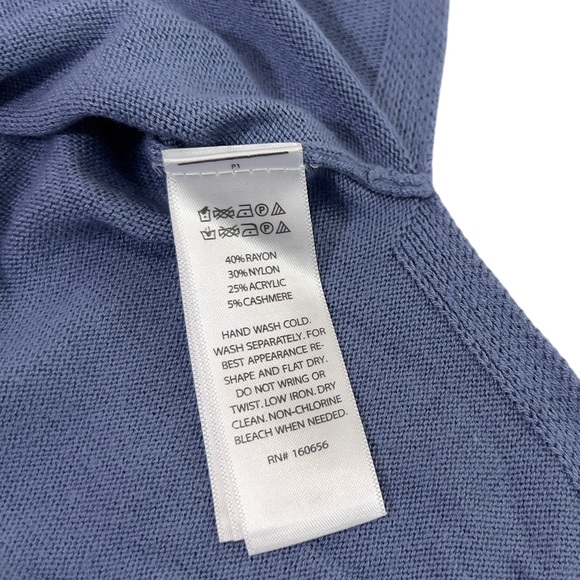 P1
40% RAYON
30% NYLON
25% ACRYLIC
5% CASHMERE
HAND WASH COLD.
WASH SEPARATELY. FOR
BEST APPEARANCE RE-
SHAPE AND FLAT DRY.
DO NOT WRING OR
TWIST. LOW IRON. DRY
CLEAN. NON-CHLORINE
BLEACH WHEN NEEDED.
RN# 160656